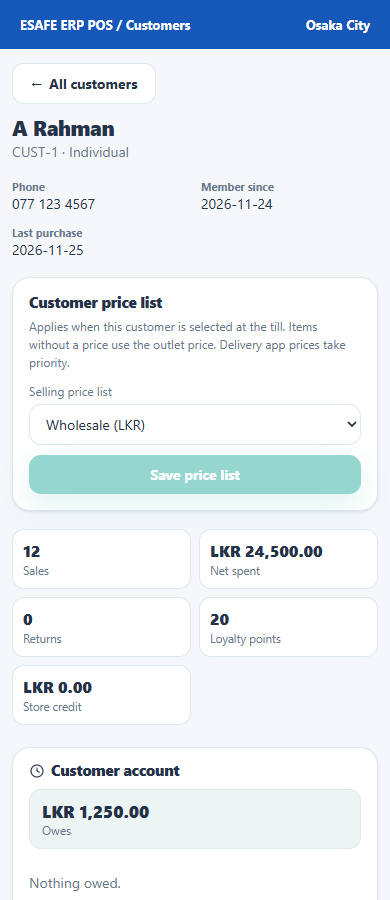 ESAFE ERP POS / Customers
Osaka City
← All customers
A Rahman
CUST-1 · Individual
Phone
077 123 4567
Member since
2026-11-24
Last purchase
2026-11-25
Customer price list
Applies when this customer is selected at the till. Items
without a price use the outlet price. Delivery app prices take
priority.
Selling price list
Wholesale (LKR)
Save price list
12
Sales
LKR 24,500.00
Net spent
0
Returns
20
Loyalty points
LKR 0.00
Store credit
Customer account
LKR 1,250.00
Owes
Nothing owed.